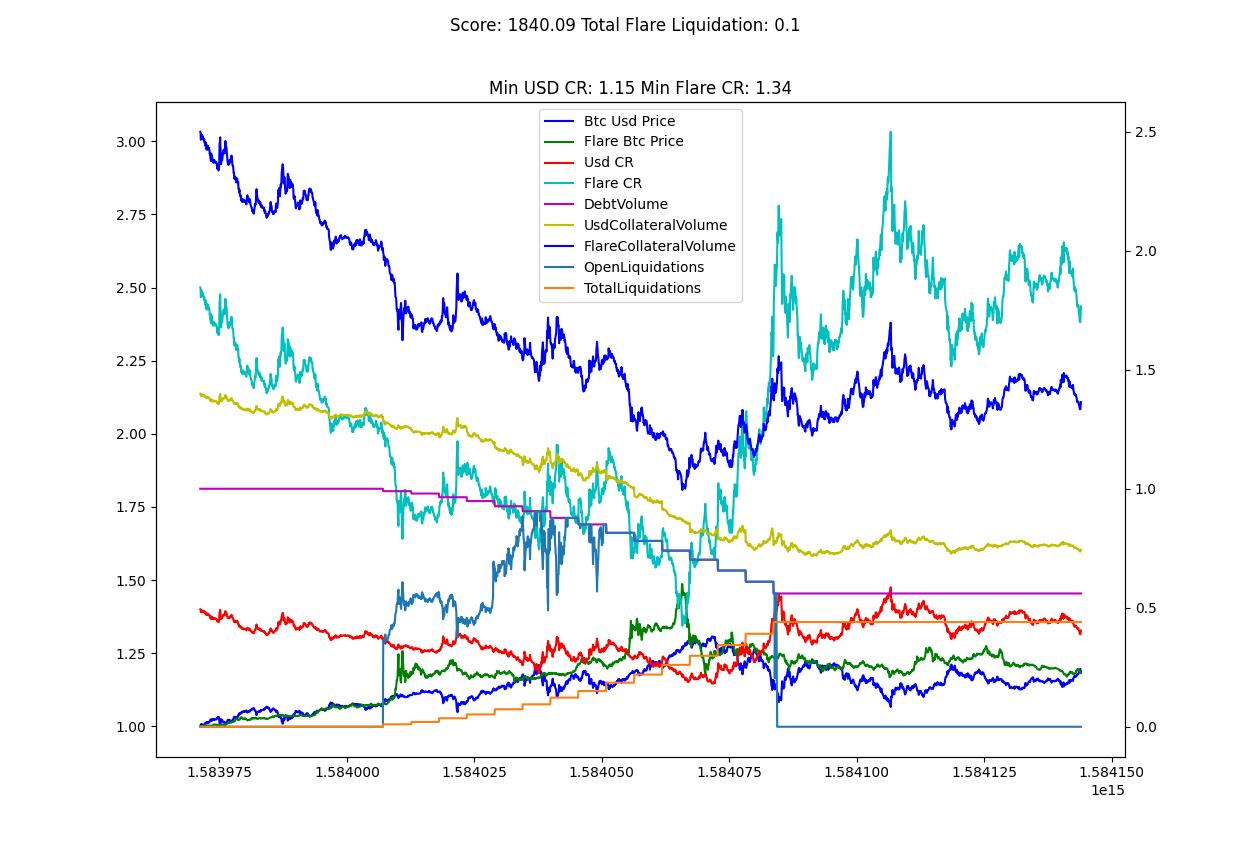 Score: 1840.09 Total Flare Liquidation: 0.1
Min USD CR: 1.15 Min Flare CR: 1.34
Btc Usd Price
Flare Btc Price
Usd CR
Flare CR
DebtVolume
UsdCollateralVolume
FlareCollateralVolume
OpenLiquidations
TotalLiquidations
3.00
2.75
2.50
2.25
2.00
1.75
1.50
1.25
1.00
2.5
2.0
1.5
1.0
0.5
0.0
1.583975 1.584000 1.584025 1.584050 1.584075 1.584100 1.584125 1.584150
1e15